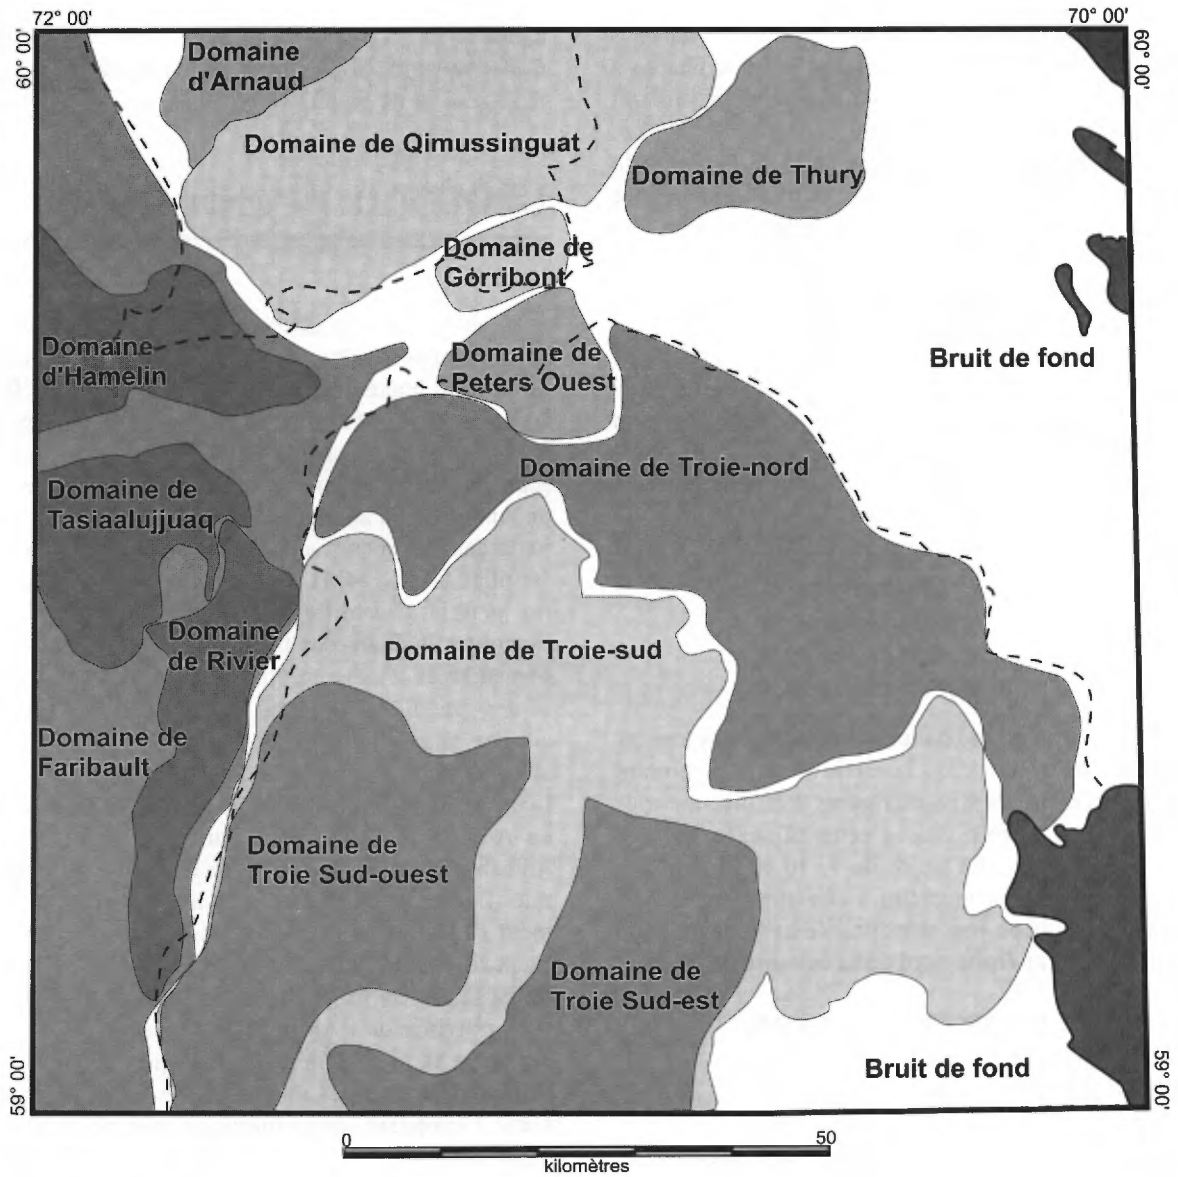 72° 00'
70° 00'
60° 00'
60° 00'
Domaine
d'Arnaud
Domaine de Qimussinguat
Domaine de Thury
Domaine de
Gorribont
Domaine
d'Hamelin
Domaine de
Peters Ouest
Bruit de fond
Domaine de Troie-nord
Domaine de
Tasiaalujjuaq
Domaine
de Rivier
Domaine de Troie-sud
Domaine de
Faribault
Domaine de
Troie Sud-ouest
Domaine de
Troie Sud-est
Bruit de fond
59° 00'
59° 00'
0
50
kilomètres